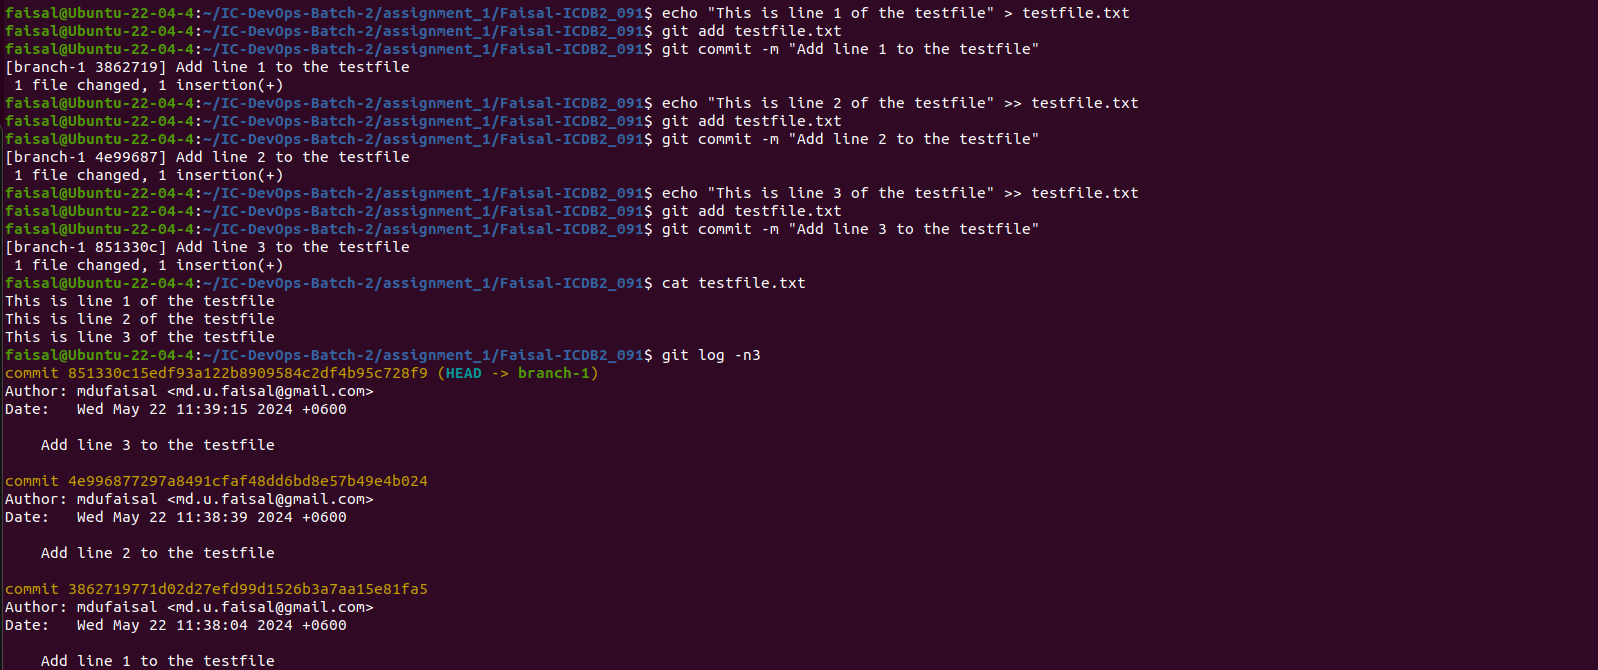 faisal@Ubuntu-22-04-4:~/IC-DevOps-Batch-2/assignment_1/Faisal-ICDB2_091$ echo "This is line 1 of the testfile" > testfile.txt
faisal@Ubuntu-22-04-4:~/IC-DevOps-Batch-2/assignment_1/Faisal-ICDB2_091$ git add testfile.txt
faisal@Ubuntu-22-04-4:~/IC-DevOps-Batch-2/assignment_1/Faisal-ICDB2_091$ git commit -m "Add line 1 to the testfile"
[branch-1 3862719] Add line 1 to the testfile
 1 file changed, 1 insertion(+)
faisal@Ubuntu-22-04-4:~/IC-DevOps-Batch-2/assignment_1/Faisal-ICDB2_091$ echo "This is line 2 of the testfile" >> testfile.txt
faisal@Ubuntu-22-04-4:~/IC-DevOps-Batch-2/assignment_1/Faisal-ICDB2_091$ git add testfile.txt
faisal@Ubuntu-22-04-4:~/IC-DevOps-Batch-2/assignment_1/Faisal-ICDB2_091$ git commit -m "Add line 2 to the testfile"
[branch-1 4e99687] Add line 2 to the testfile
 1 file changed, 1 insertion(+)
faisal@Ubuntu-22-04-4:~/IC-DevOps-Batch-2/assignment_1/Faisal-ICDB2_091$ echo "This is line 3 of the testfile" >> testfile.txt
faisal@Ubuntu-22-04-4:~/IC-DevOps-Batch-2/assignment_1/Faisal-ICDB2_091$ git add testfile.txt
faisal@Ubuntu-22-04-4:~/IC-DevOps-Batch-2/assignment_1/Faisal-ICDB2_091$ git commit -m "Add line 3 to the testfile"
[branch-1 851330c] Add line 3 to the testfile
 1 file changed, 1 insertion(+)
faisal@Ubuntu-22-04-4:~/IC-DevOps-Batch-2/assignment_1/Faisal-ICDB2_091$ cat testfile.txt
This is line 1 of the testfile
This is line 2 of the testfile
This is line 3 of the testfile
faisal@Ubuntu-22-04-4:~/IC-DevOps-Batch-2/assignment_1/Faisal-ICDB2_091$ git log -n3
commit 851330c15edf93a122b8909584c2df4b95c728f9 (HEAD -> branch-1)
Author: mdufaisal <md.u.faisal@gmail.com>
Date:   Wed May 22 11:39:15 2024 +0600

    Add line 3 to the testfile

commit 4e996877297a8491cfaf48dd6bd8e57b49e4b024
Author: mdufaisal <md.u.faisal@gmail.com>
Date:   Wed May 22 11:38:39 2024 +0600

    Add line 2 to the testfile

commit 3862719771d02d27efd99d1526b3a7aa15e81fa5
Author: mdufaisal <md.u.faisal@gmail.com>
Date:   Wed May 22 11:38:04 2024 +0600

    Add line 1 to the testfile